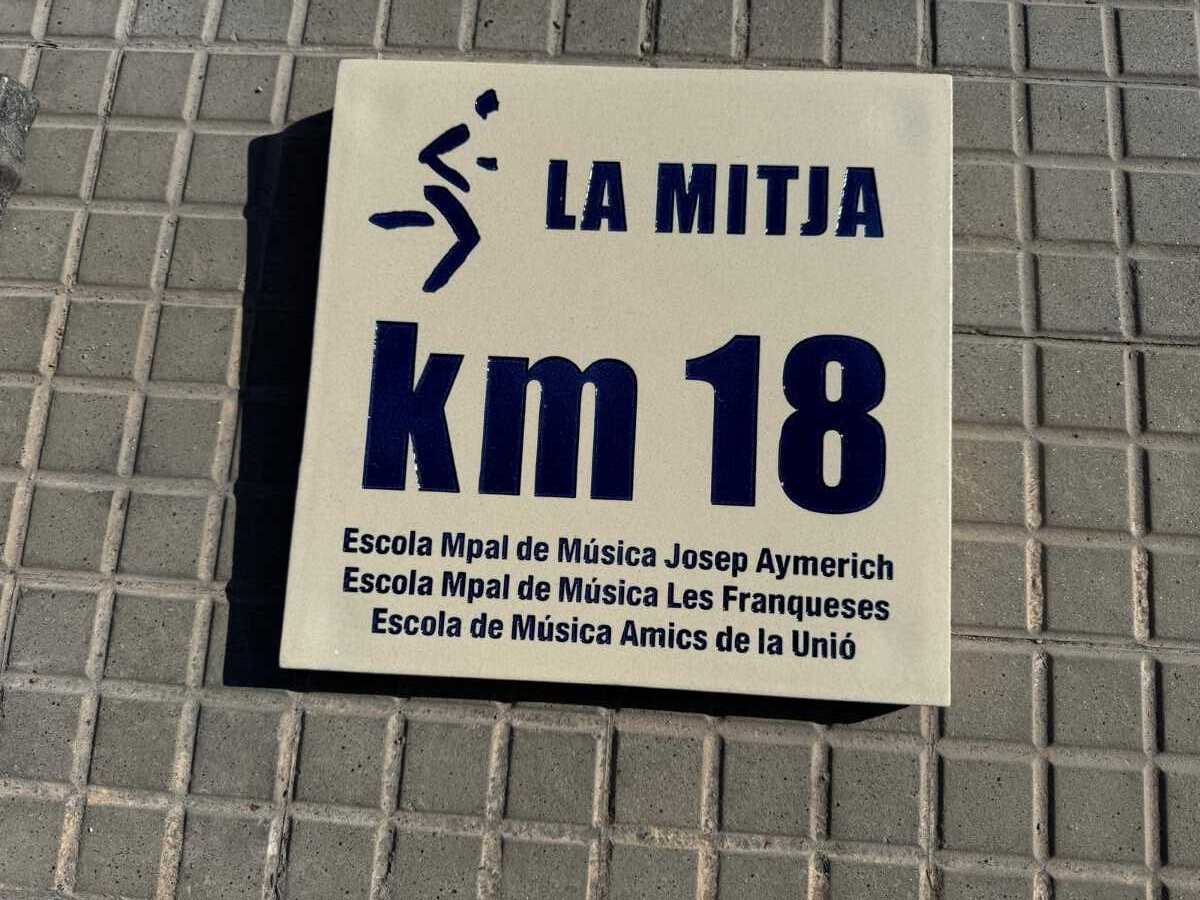 LA MITJA
km 18
Escola Mpal de Música Josep Aymerich
Escola Mpal de Música Les Franqueses
Escola de Música Amics de la Unió